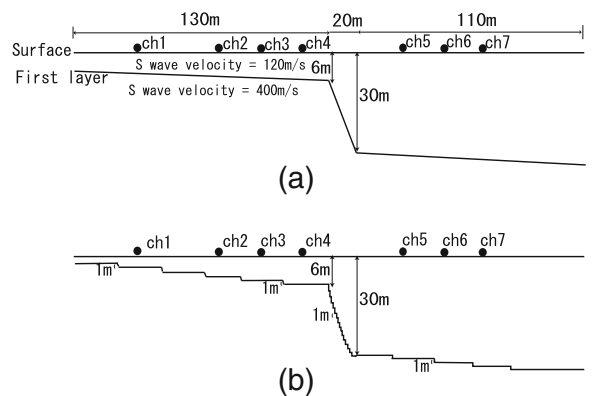 130m 20m 110m
ch1 ch2 ch3 ch4 ch5 ch6 ch7
Surface
S wave velocity = 120m/s 6m
First layer
S wave velocity = 400m/s 30m
(a)
ch1 ch2 ch3 ch4 ch5 ch6 ch7
1m 1m 6m
30m
1m
1m
(b)